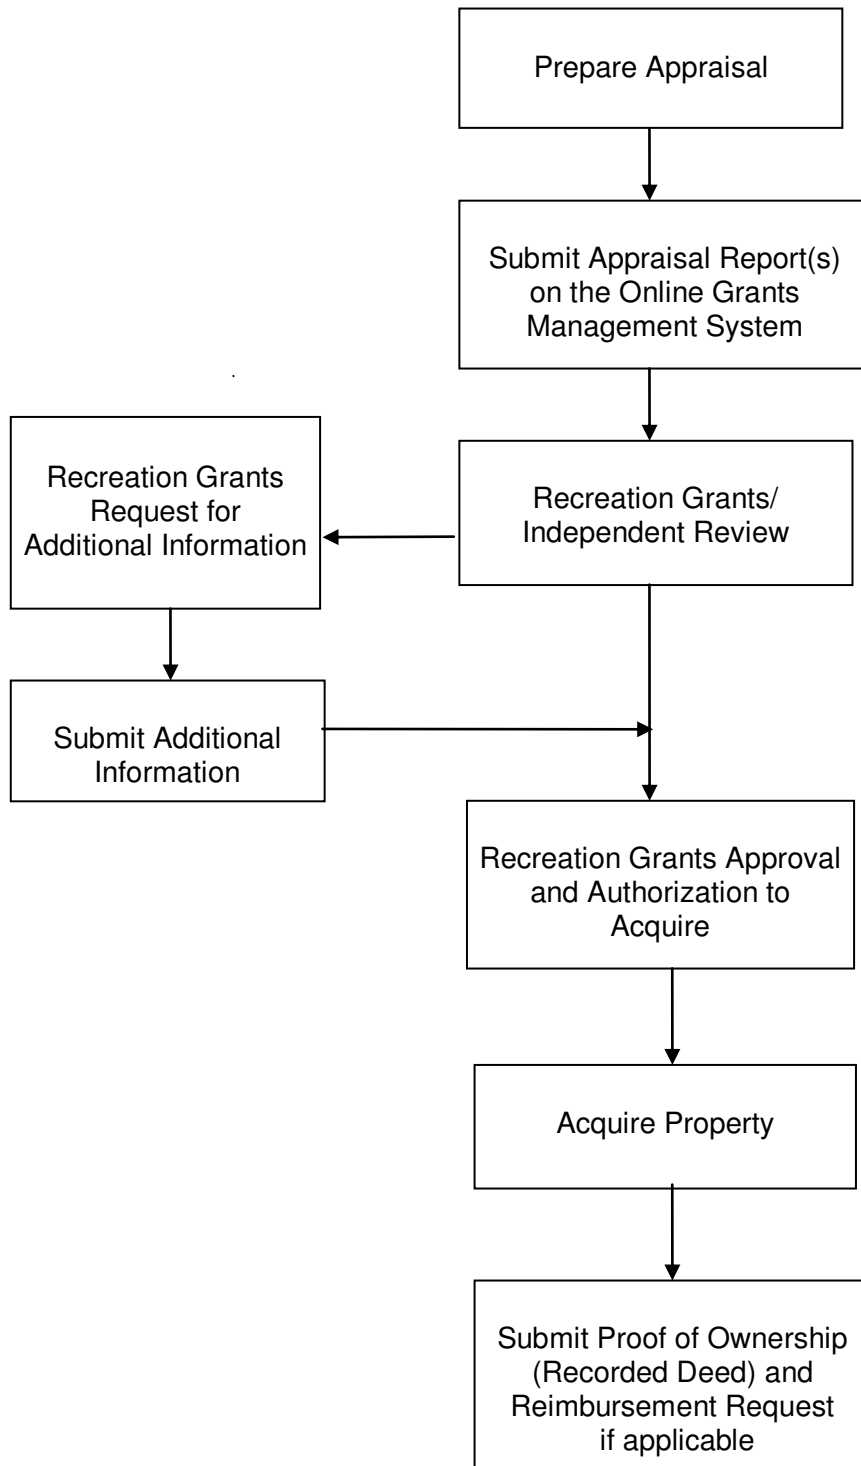 Prepare Appraisal
Submit Appraisal Report(s)
on the Online Grants
Management System
Recreation Grants
Request for
Additional Information
Recreation Grants/
Independent Review
Submit Additional
Information
Recreation Grants Approval
and Authorization to
Acquire
Acquire Property
Submit Proof of Ownership
(Recorded Deed) and
Reimbursement Request
if applicable